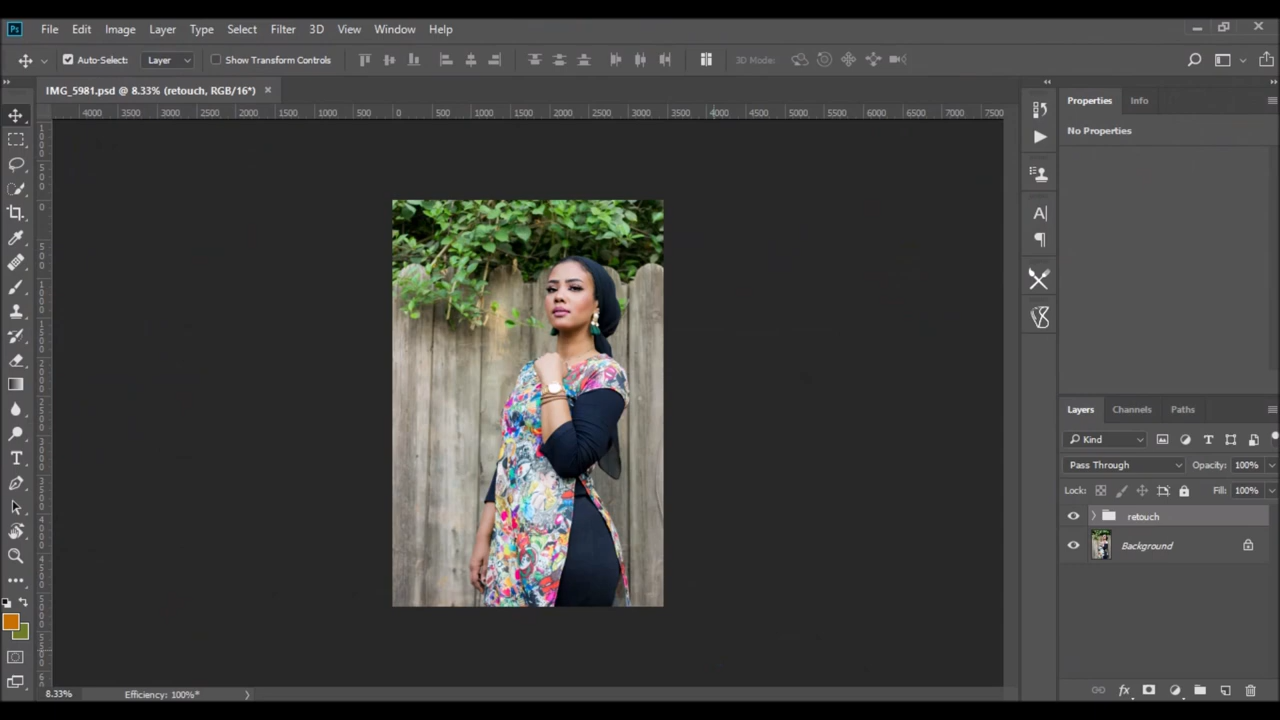 Ps File Edit Image Layer Type Select Filter 3D View Window Help
Auto-Select: Layer Show Transform Controls 3D Mode:
IMG_5981.psd @ 8.33% (retouch, RGB/16*) ×
4000 3500 3000 2500 2000 1500 1000 500 0 500 1000 1500 2000 2500 3000 3500 4000 4500 5000 5500 6000 6500 7000 7500
Properties Info
No Properties
Layers Channels Paths
Kind
Pass Through Opacity: 100%
Lock: Fill: 100%
retouch
Background
8.33% Efficiency: 100%*